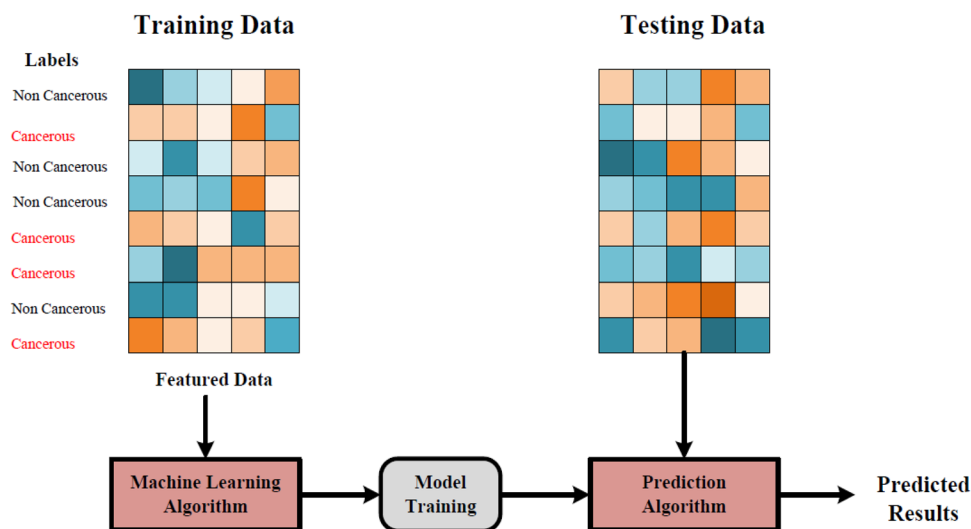 Training Data
Testing Data
Labels
Non Cancerous
Cancerous
Non Cancerous
Non Cancerous
Cancerous
Cancerous
Non Cancerous
Cancerous
Featured Data
Machine Learning
Algorithm
Model
Training
Prediction
Algorithm
Predicted
Results